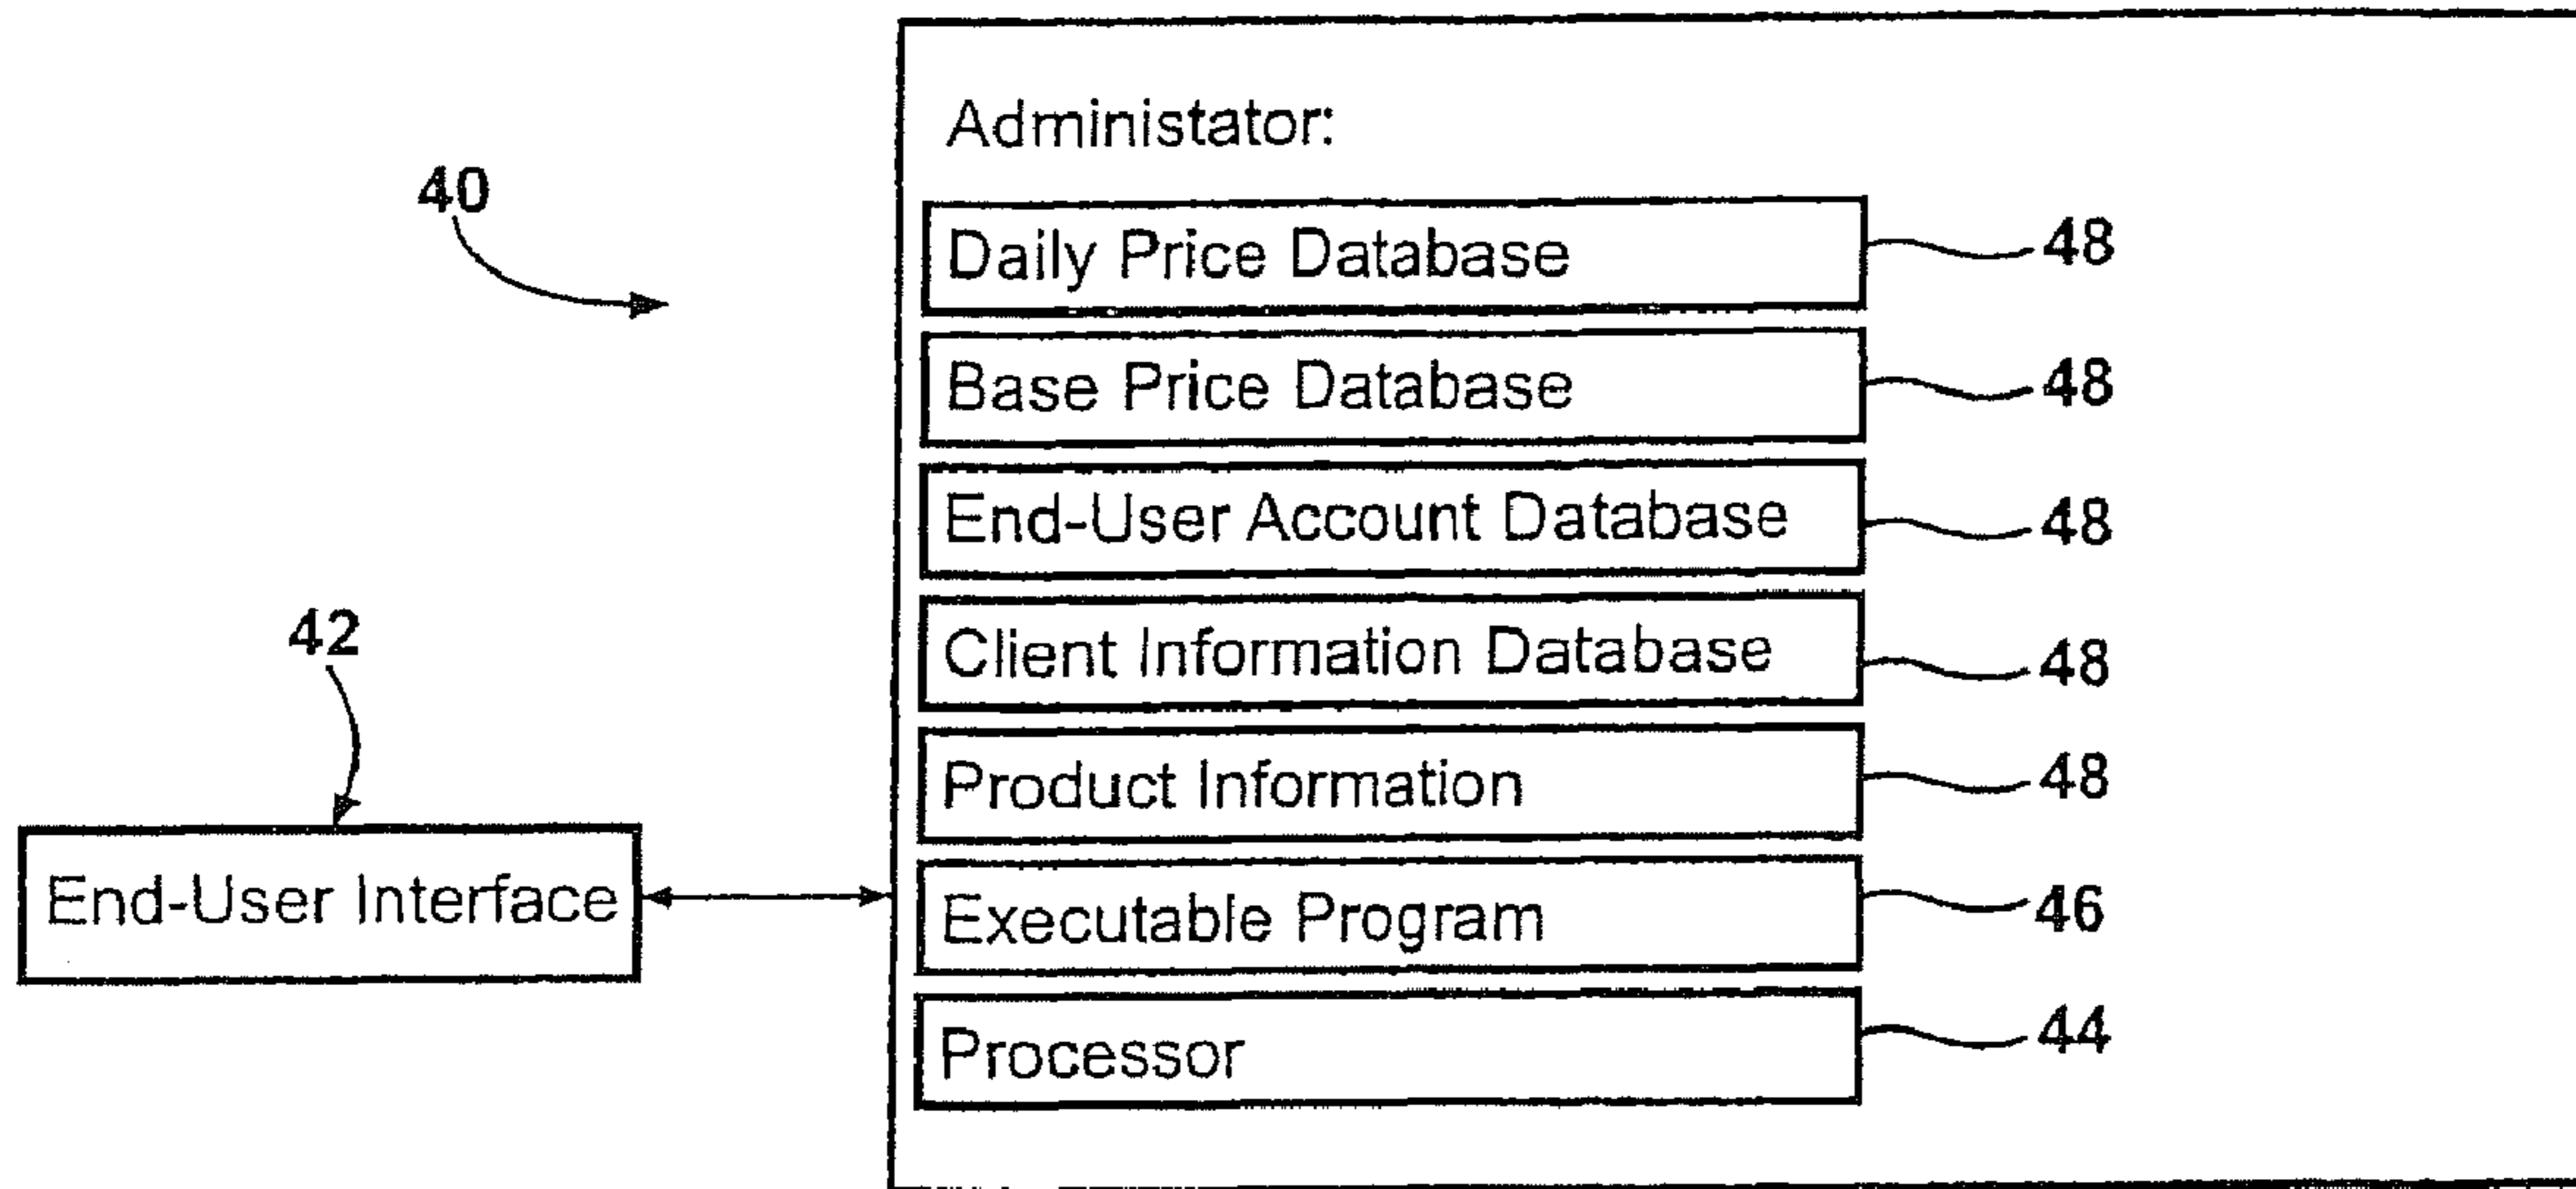 Administator:
40
Daily Price Database 48
Base Price Database 48
End-User Account Database 48
Client Information Database 48
42
Product Information 48
End-User Interface
Executable Program 46
Processor 44